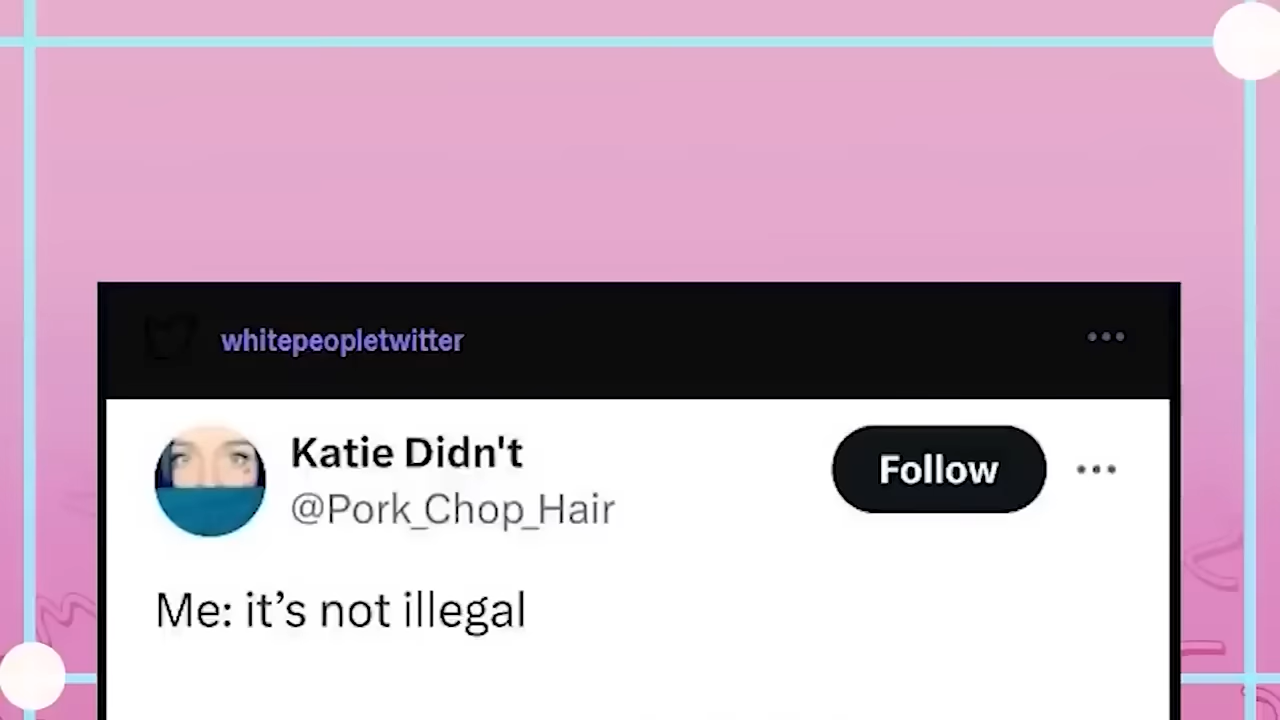 whitepeopletwitter
Katie Didn't
@Pork_Chop_Hair
Follow
Me: it’s not illegal